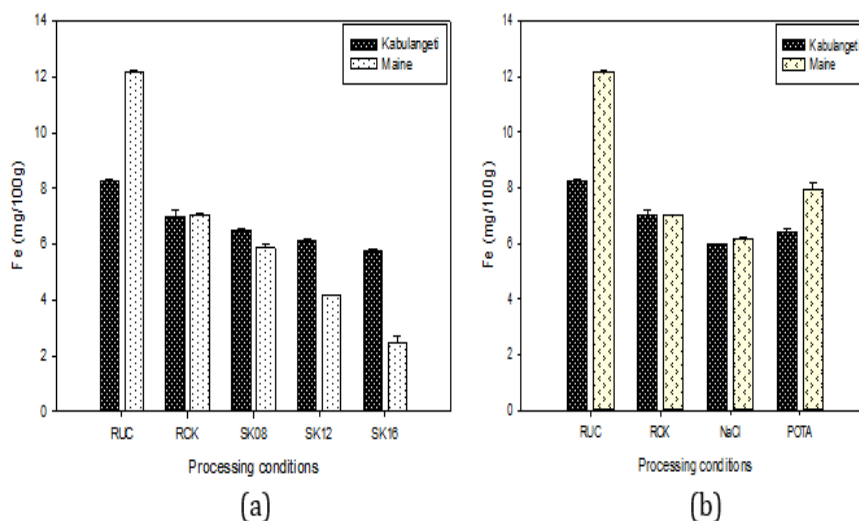 14
12
10
8
6
4
2
0
Fe (mg/100g)
Kabulangeti
Maine
RUC RCK SK08 SK12 SK16
Processing conditions
(a)
14
12
10
8
6
4
2
0
Fe (mg/100g)
Kabulangeti
Maine
RUC RCK NaCl POTA
Processing conditions
(b)